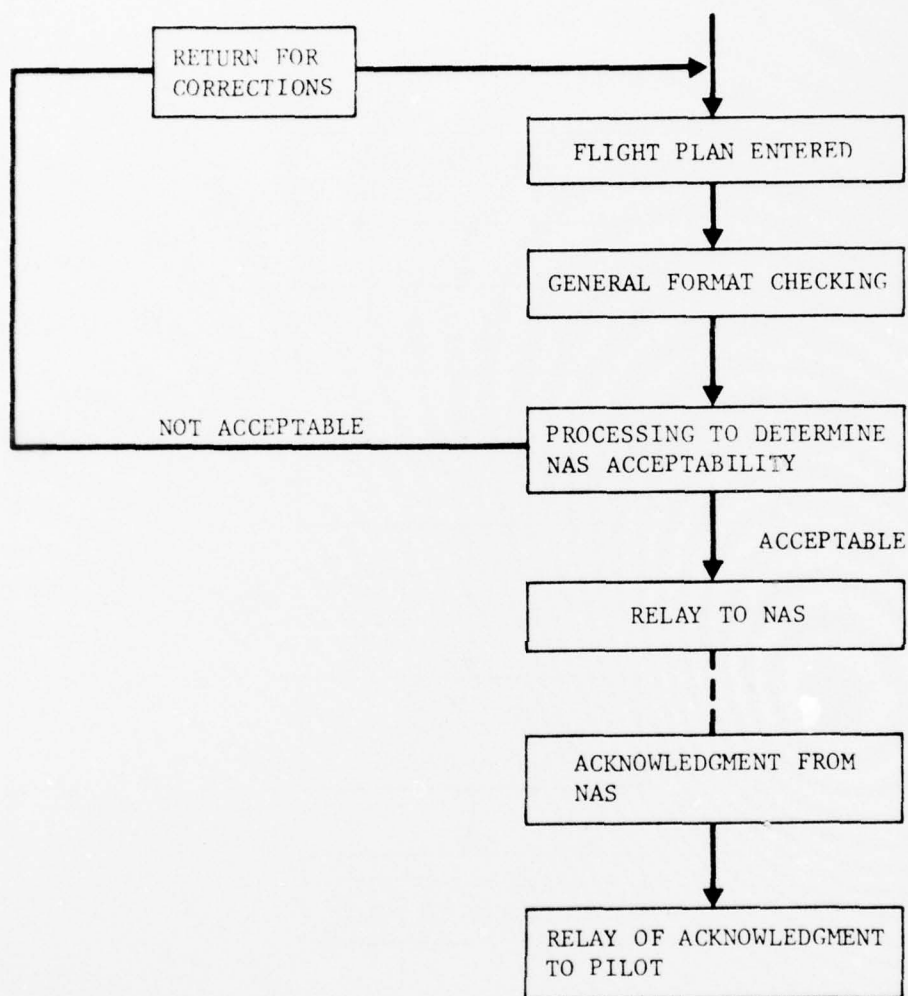 RETURN FOR
CORRECTIONS
FLIGHT PLAN ENTERED
GENERAL FORMAT CHECKING
NOT ACCEPTABLE
PROCESSING TO DETERMINE
NAS ACCEPTABILITY
ACCEPTABLE
RELAY TO NAS
ACKNOWLEDGMENT FROM
NAS
RELAY OF ACKNOWLEDGMENT
TO PILOT